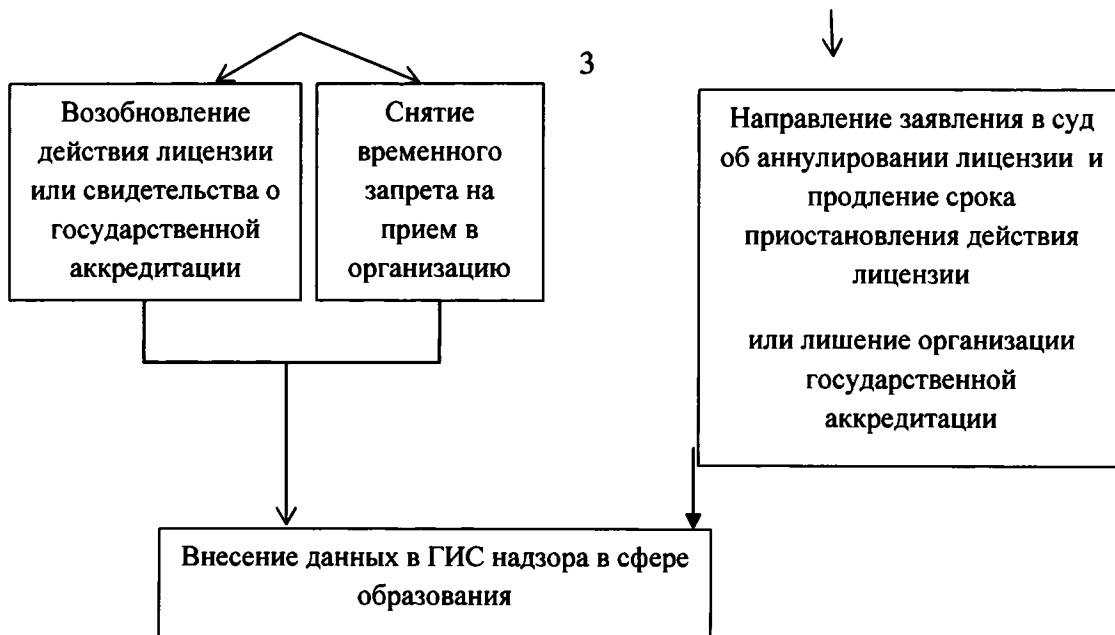 3
Возобновление
действия лицензии
или свидетельства о
государственной
аккредитации
Снятие
временного
запрета на
прием в
организацию
Направление заявления в суд
об аннулировании лицензии и
продление срока
приостановления действия
лицензии
или лишение организации
государственной
аккредитации
Внесение данных в ГИС надзора в сфере
образования